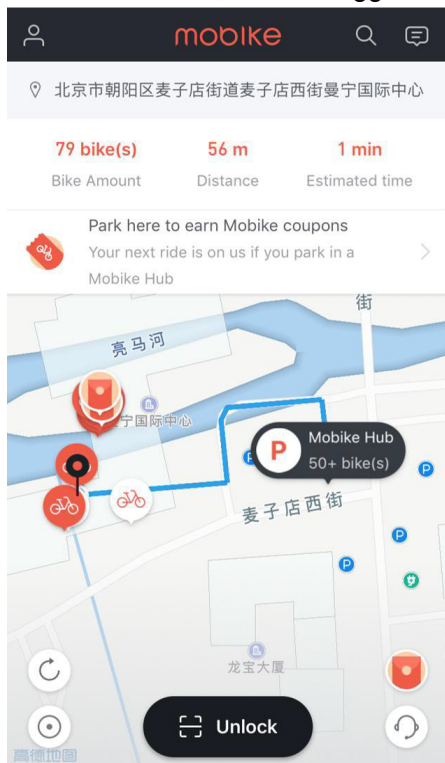 mobike
北京市朝阳区麦子店街道麦子店西街曼宁国际中心
79 bike(s)
56 m
1 min
Bike Amount
Distance
Estimated time
Park here to earn Mobike coupons
Your next ride is on us if you park in a
Mobike Hub
街
亮马河
宁国际中心
P
Mobike Hub
50+ bike(s)
P
P
麦子店西街
P
P
龙宝大厦
Unlock
高德地图